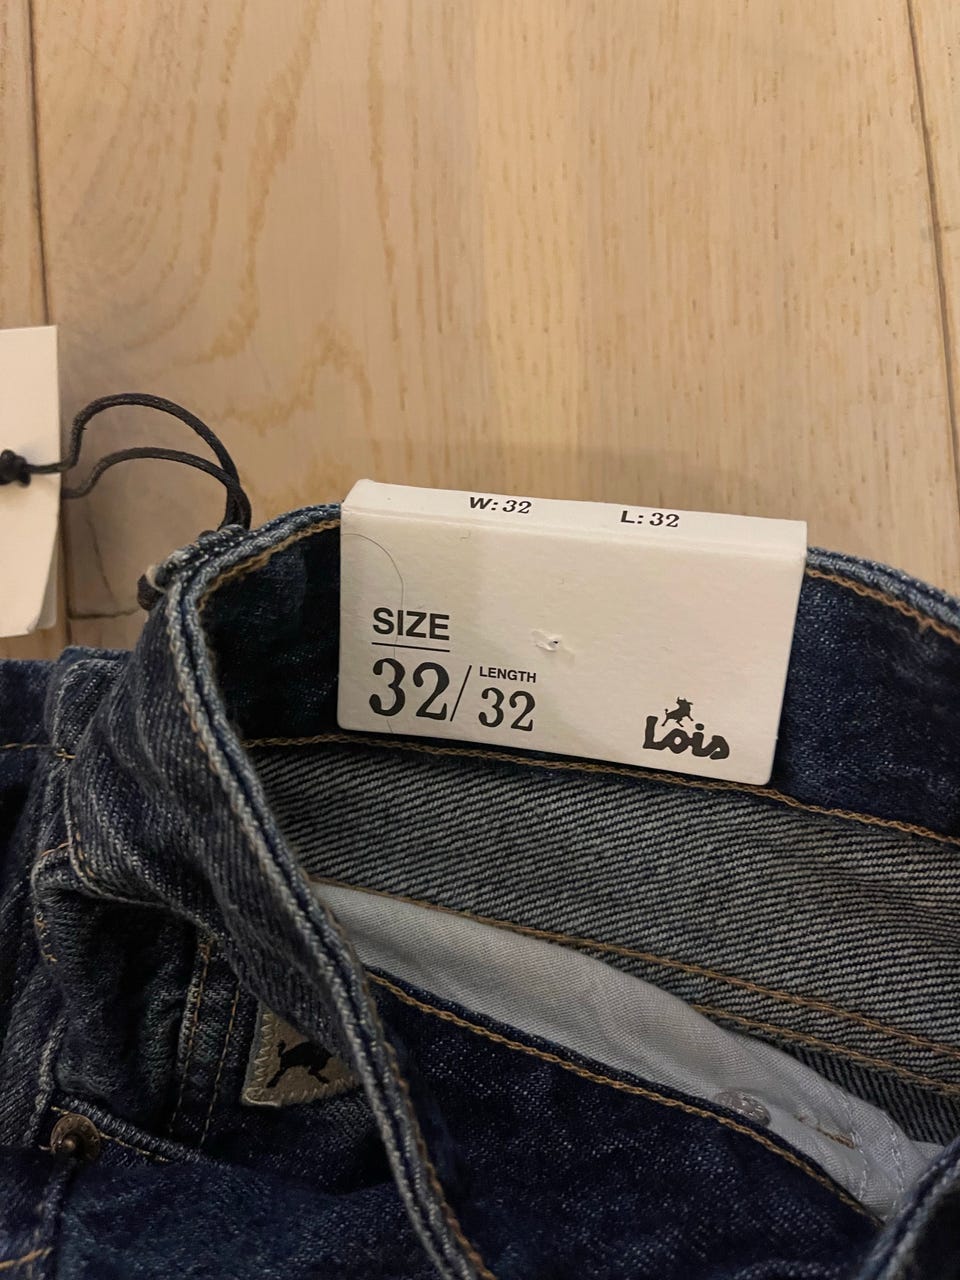 W: 32 L: 32
SIZE
32/ LENGTH 32
Lois